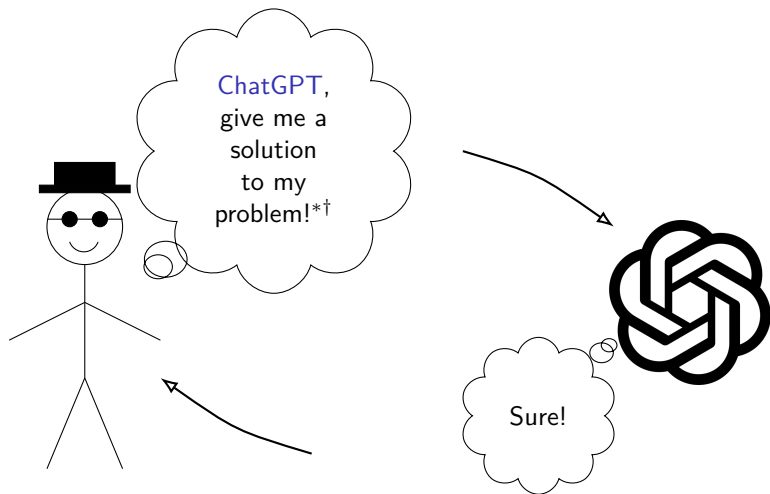 ChatGPT,
give me a
solution
to my
problem!*†
Sure!